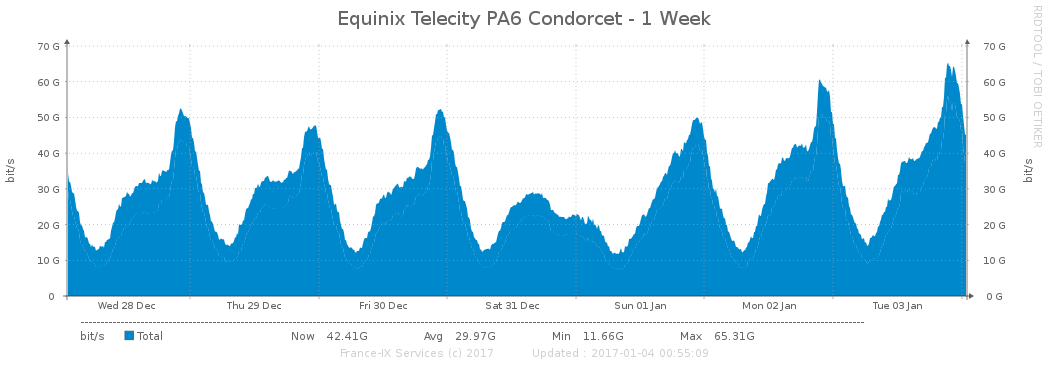 Equinix Telecity PA6 Condorcet - 1 Week
RRDTOOL / TOBI OETIKER
70 G 70 G
60 G 60 G
50 G 50 G
40 G 40 G
30 G 30 G
20 G 20 G
10 G 10 G
0 0 G
bit/s
bit/s
Wed 28 Dec Thu 29 Dec Fri 30 Dec Sat 31 Dec Sun 01 Jan Mon 02 Jan Tue 03 Jan
bit/s Total Now 42.41G Avg 29.97G Min 11.66G Max 65.31G
France-IX Services (c) 2017 Updated : 2017-01-04 00:55:09